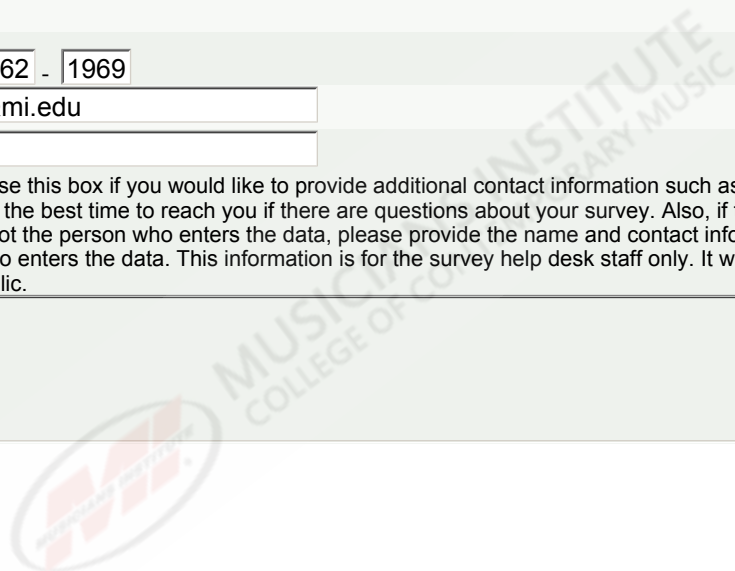 62 - 1969
mi.edu
se this box if you would like to provide additional contact information such as
the best time to reach you if there are questions about your survey. Also, if
ot the person who enters the data, please provide the name and contact info
o enters the data. This information is for the survey help desk staff only. It w
lic.
MUSICIANS INSTITUTE
COLLEGE OF CONTEMPORARY MUSIC
MUSICIANS INSTITUTE